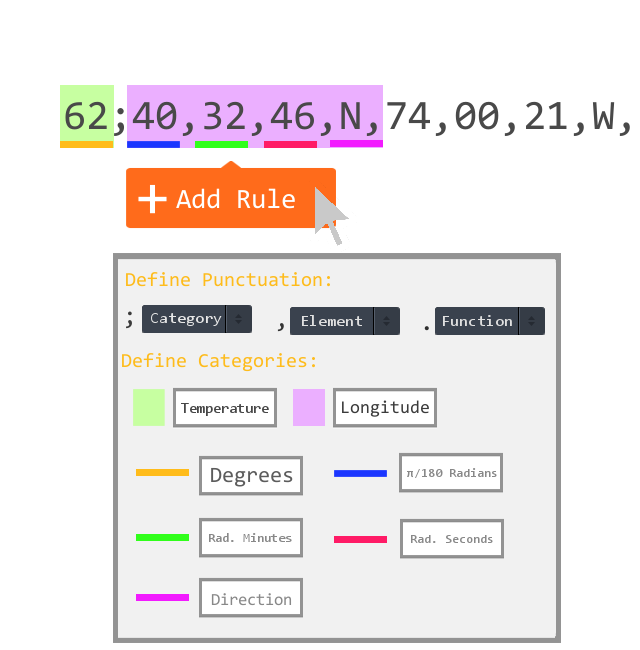 62;40,32,46,N,74,00,21,W,
+ Add Rule
Define Punctuation:
; Category , Element . Function
Define Categories:
Temperature Longitude
Degrees π/180 Radians
Rad. Minutes Rad. Seconds
Direction